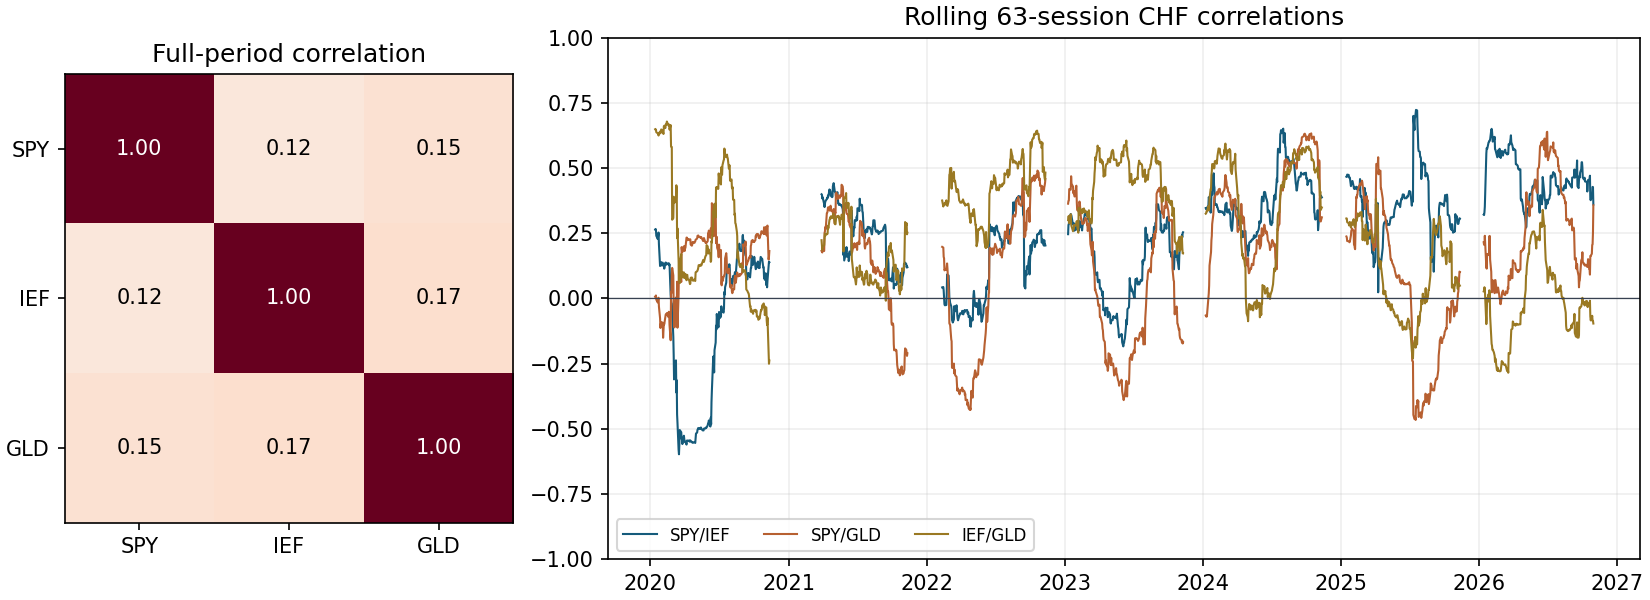 Full-period correlation
SPY 1.00 0.12 0.15
IEF 0.12 1.00 0.17
GLD 0.15 0.17 1.00
SPY IEF GLD
Rolling 63-session CHF correlations
1.00
0.75
0.50
0.25
0.00
−0.25
−0.50
−0.75
−1.00
SPY/IEF SPY/GLD IEF/GLD
2020 2021 2022 2023 2024 2025 2026 2027